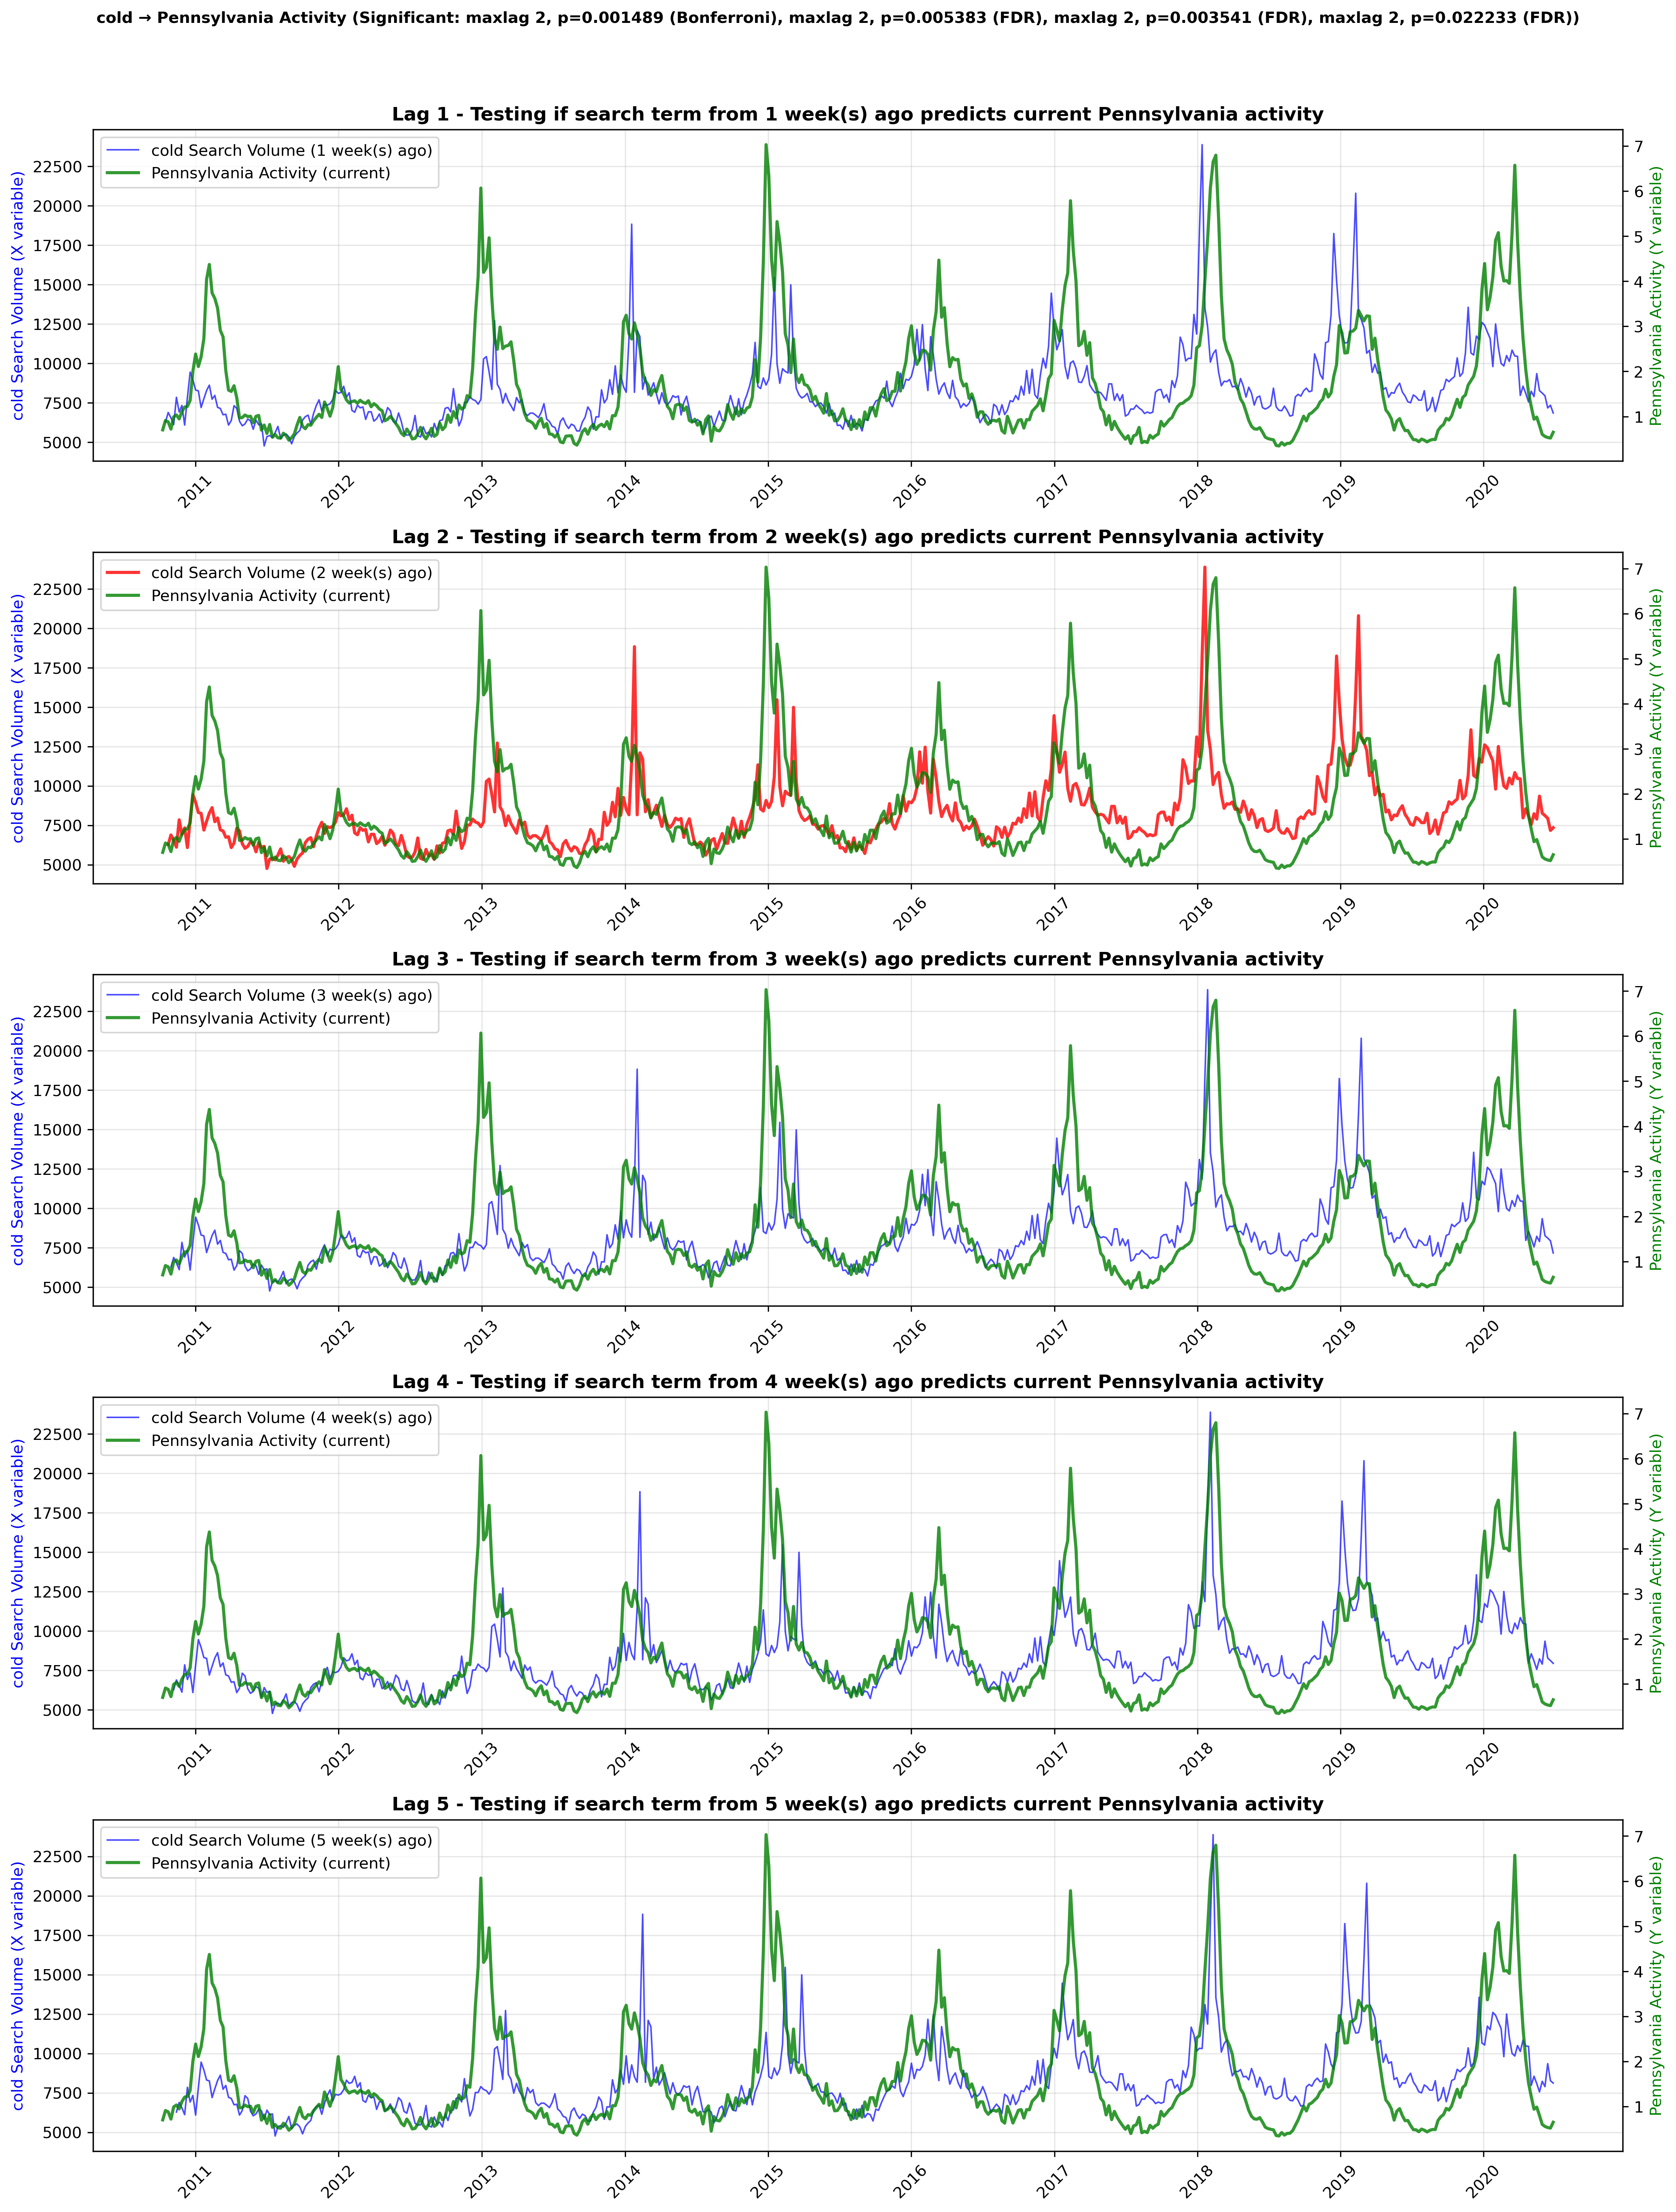 cold → Pennsylvania Activity (Significant: maxlag 2, p=0.001489 (Bonferroni), maxlag 2, p=0.005383 (FDR), maxlag 2, p=0.003541 (FDR), maxlag 2, p=0.022233 (FDR))
Lag 1 - Testing if search term from 1 week(s) ago predicts current Pennsylvania activity
cold Search Volume (1 week(s) ago)
Pennsylvania Activity (current)
cold Search Volume (X variable)
22500
20000
17500
15000
12500
10000
7500
5000
7
6
5
4
3
2
1
Pennsylvania Activity (Y variable)
2011 2012 2013 2014 2015 2016 2017 2018 2019 2020
Lag 2 - Testing if search term from 2 week(s) ago predicts current Pennsylvania activity
cold Search Volume (2 week(s) ago)
Pennsylvania Activity (current)
cold Search Volume (X variable)
22500
20000
17500
15000
12500
10000
7500
5000
7
6
5
4
3
2
1
Pennsylvania Activity (Y variable)
2011 2012 2013 2014 2015 2016 2017 2018 2019 2020
Lag 3 - Testing if search term from 3 week(s) ago predicts current Pennsylvania activity
cold Search Volume (3 week(s) ago)
Pennsylvania Activity (current)
cold Search Volume (X variable)
22500
20000
17500
15000
12500
10000
7500
5000
7
6
5
4
3
2
1
Pennsylvania Activity (Y variable)
2011 2012 2013 2014 2015 2016 2017 2018 2019 2020
Lag 4 - Testing if search term from 4 week(s) ago predicts current Pennsylvania activity
cold Search Volume (4 week(s) ago)
Pennsylvania Activity (current)
cold Search Volume (X variable)
22500
20000
17500
15000
12500
10000
7500
5000
7
6
5
4
3
2
1
Pennsylvania Activity (Y variable)
2011 2012 2013 2014 2015 2016 2017 2018 2019 2020
Lag 5 - Testing if search term from 5 week(s) ago predicts current Pennsylvania activity
cold Search Volume (5 week(s) ago)
Pennsylvania Activity (current)
cold Search Volume (X variable)
22500
20000
17500
15000
12500
10000
7500
5000
7
6
5
4
3
2
1
Pennsylvania Activity (Y variable)
2011 2012 2013 2014 2015 2016 2017 2018 2019 2020